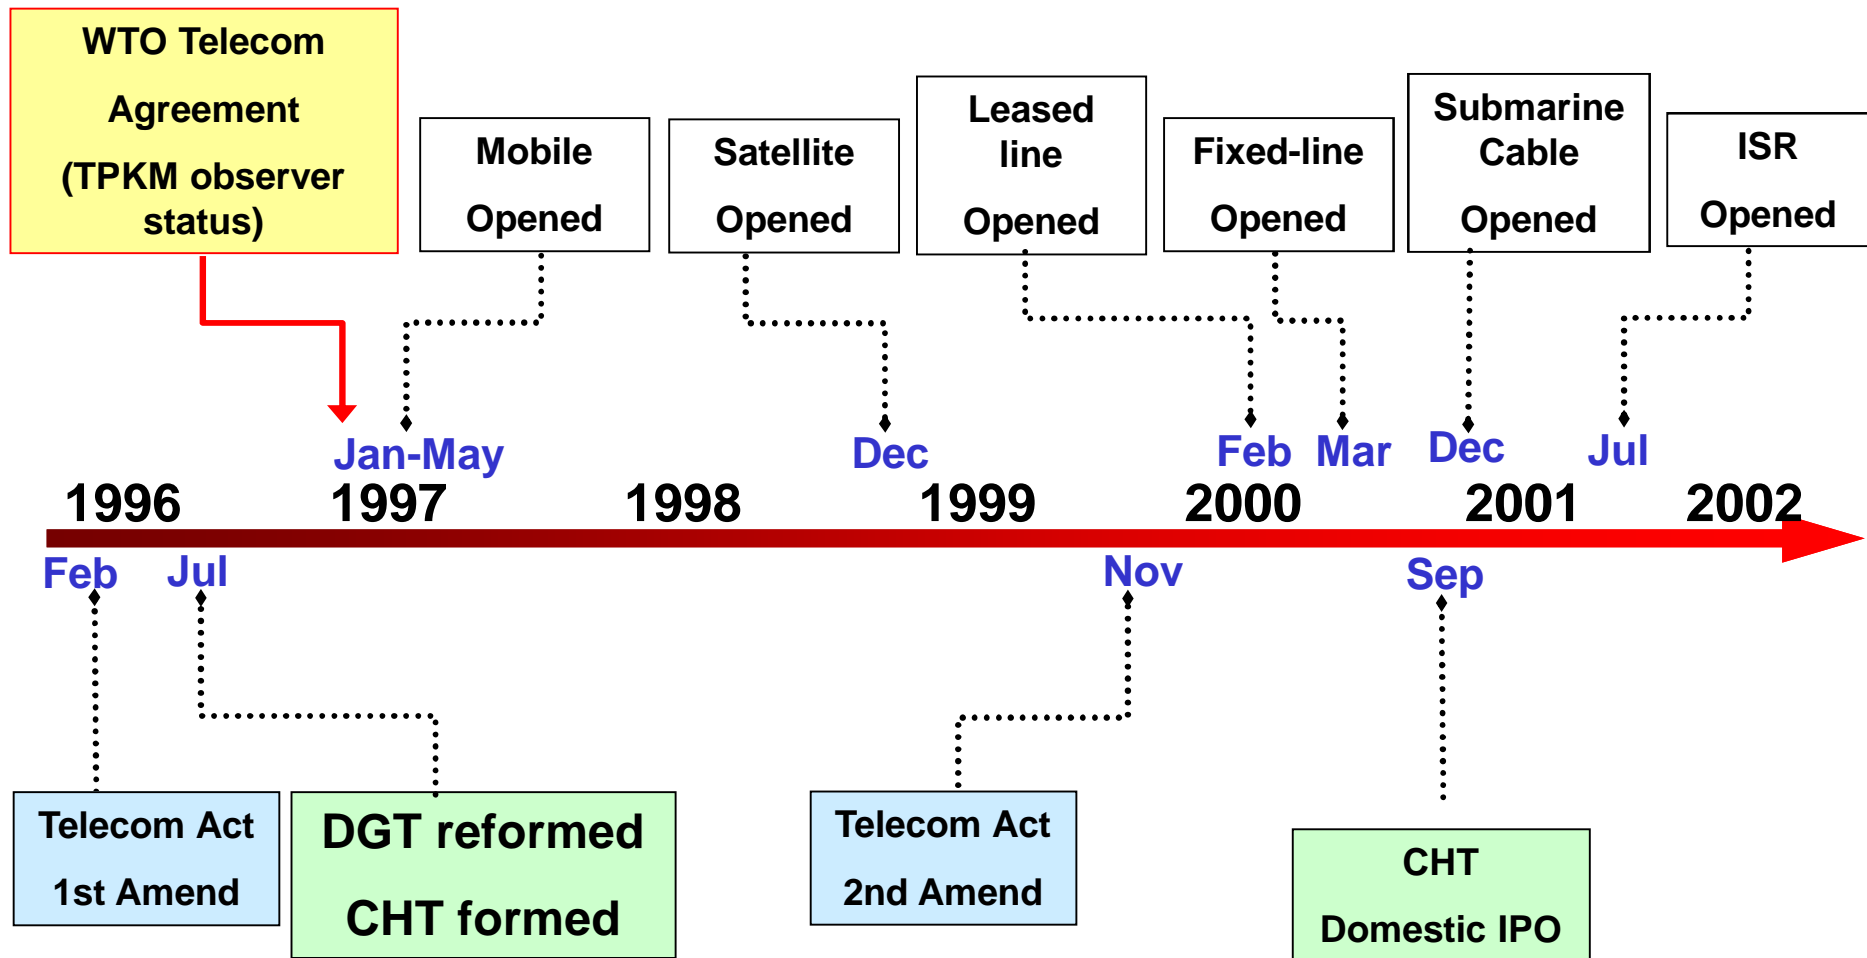 WTO Telecom
Agreement
(TPKM observer
status)
Mobile
Opened
Satellite
Opened
Leased
line
Opened
Fixed-line
Opened
Submarine
Cable
Opened
ISR
Opened
Jan-May
Dec
Feb
Mar
Dec
Jul
1996
1997
1998
1999
2000
2001
2002
Feb
Jul
Nov
Sep
Telecom Act
1st Amend
DGT reformed
CHT formed
Telecom Act
2nd Amend
CHT
Domestic IPO